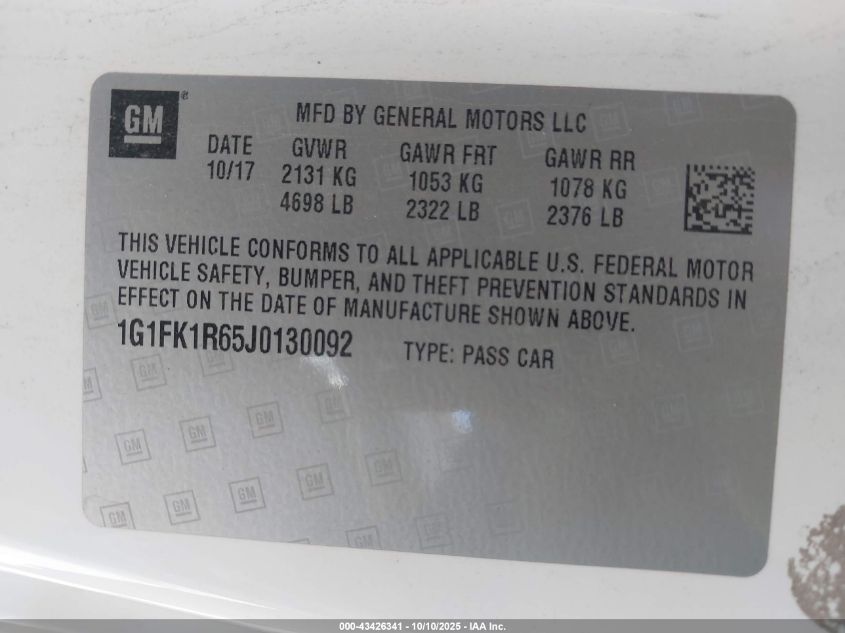 GM ®
MFD BY GENERAL MOTORS LLC
DATE GVWR GAWR FRT GAWR RR
10/17 2131 KG 1053 KG 1078 KG
4698 LB 2322 LB 2376 LB
THIS VEHICLE CONFORMS TO ALL APPLICABLE U.S. FEDERAL MOTOR
VEHICLE SAFETY, BUMPER, AND THEFT PREVENTION STANDARDS IN
EFFECT ON THE DATE OF MANUFACTURE SHOWN ABOVE.
1G1FK1R65J0130092 TYPE: PASS CAR
000-43426341 - 10/10/2025 - IAA Inc.